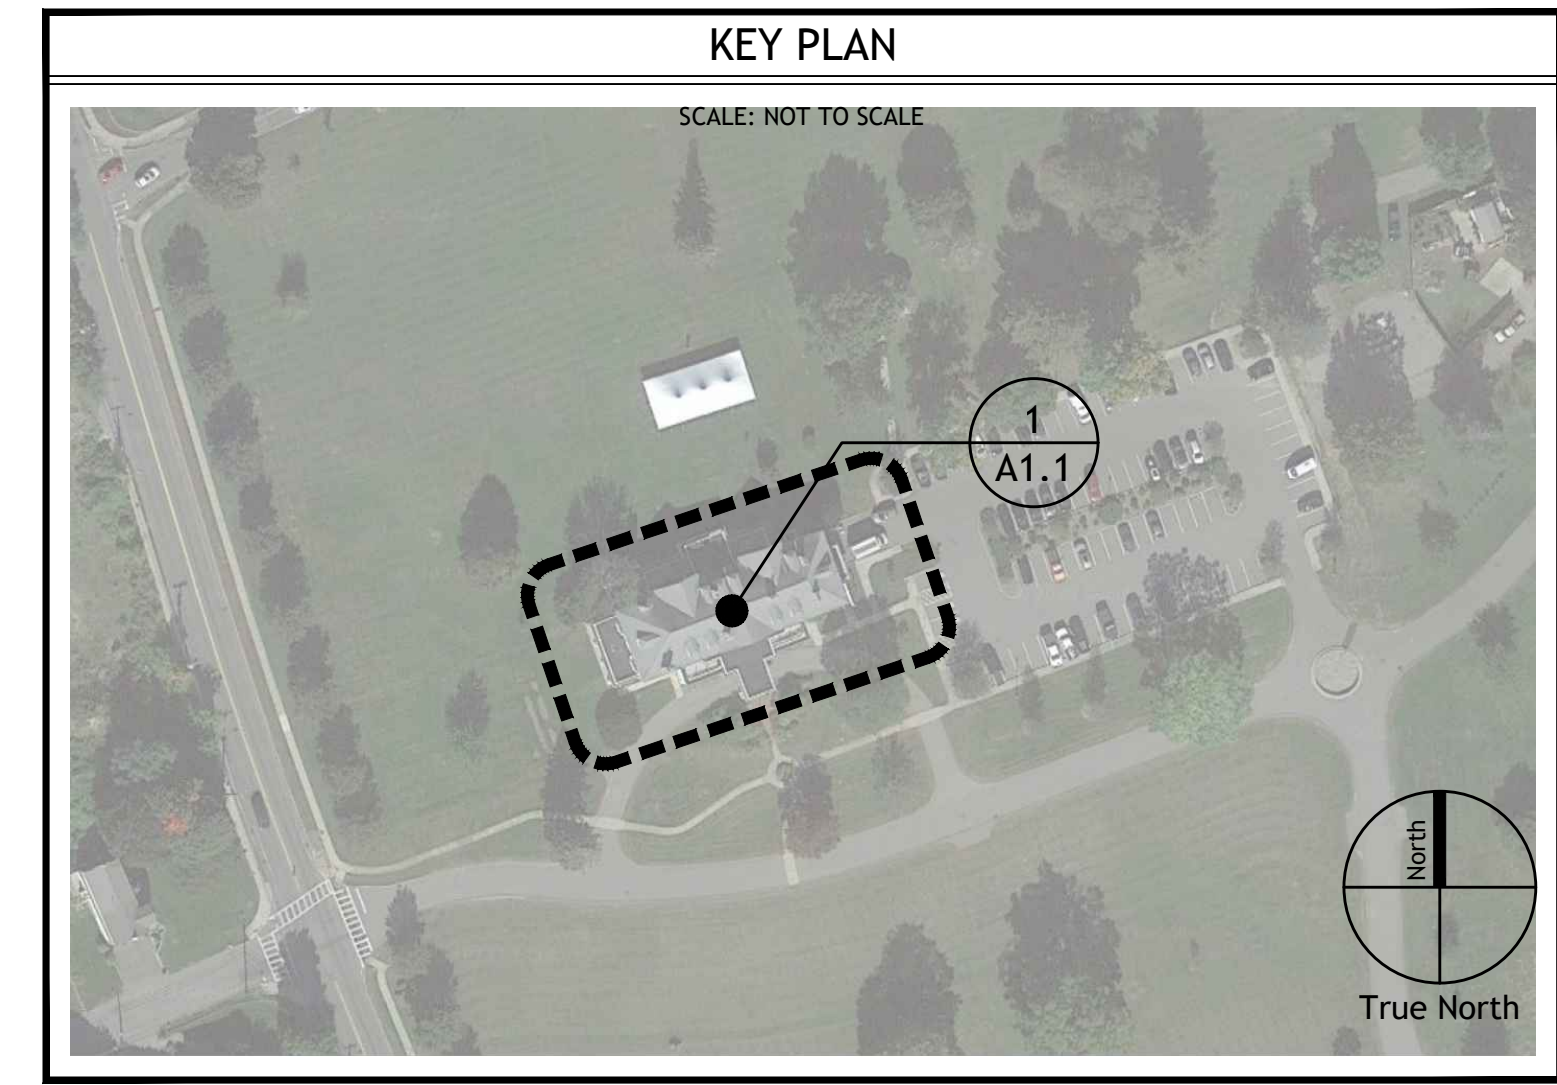 KEY PLAN
SCALE: NOT TO SCALE
1
A1.1
North
True North